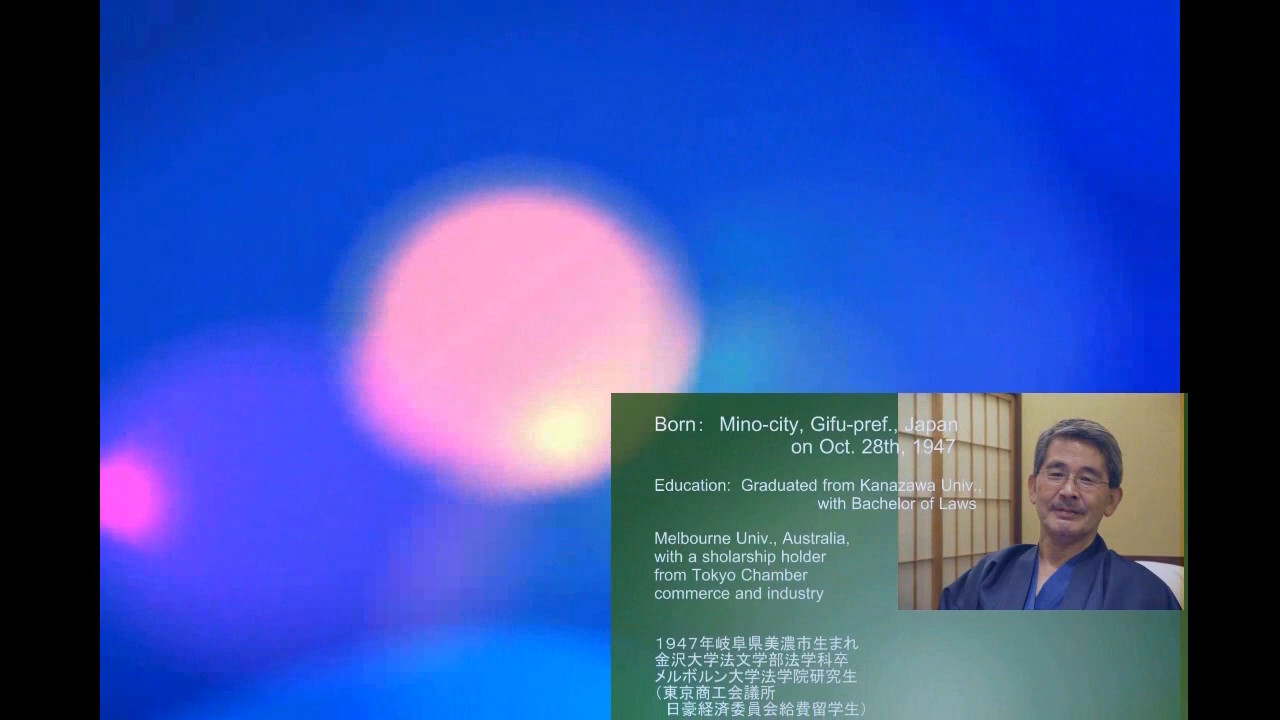 Born: Mino-city, Gifu-pref., Japan
on Oct. 28th, 1947
Education: Graduated from Kanazawa Univ.,
with Bachelor of Laws
Melbourne Univ., Australia,
with a sholarship holder
from Tokyo Chamber
commerce and industry
1947年岐阜県美濃市生まれ
金沢大学法文学部法学科卒
メルボルン大学法学院研究生
(東京商工会議所
日豪経済委員会給費留学生)